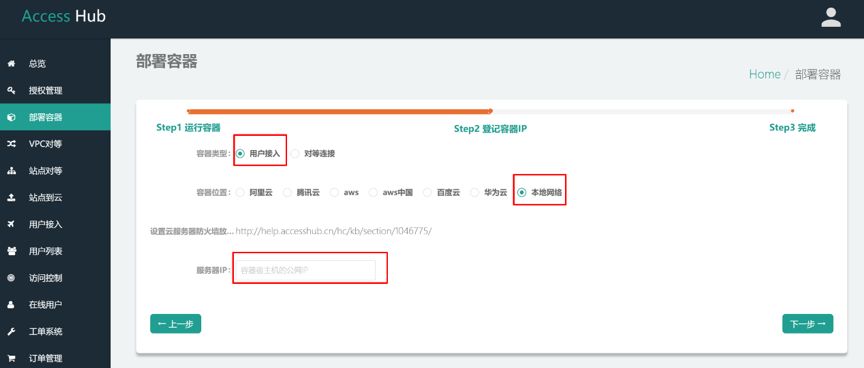 Access Hub
总览
授权管理
部署容器
VPC对等
站点对等
站点到云
用户接入
用户列表
访问控制
在线用户
工单系统
订单管理
部署容器
Home / 部署容器
Step1 运行容器
Step2 登记容器IP
Step3 完成
容器类型: 用户接入 对等连接
容器位置: 阿里云 腾讯云 aws aws中国 百度云 华为云 本地网络
设置云服务器防火墙放... http://help.accesshub.cn/hc/kb/section/1046775/
服务器IP: 容器宿主机的公网IP
← 上一步
下一步 →